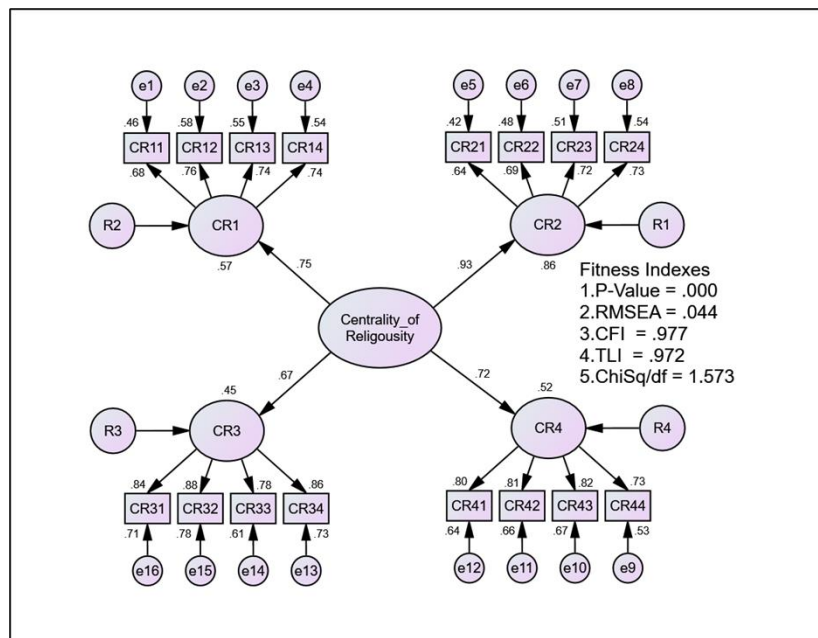 e1 e2 e3 e4
.46 .58 .55 .54
CR11 CR12 CR13 CR14
.68 .76 .74 .74
R2 CR1
.57
.75
e5 e6 e7 e8
.42 .48 .51 .54
CR21 CR22 CR23 CR24
.64 .69 .72 .73
CR2 R1
.86
.93
Fitness Indexes
1.P-Value = .000
2.RMSEA = .044
3.CFI = .977
4.TLI = .972
5.ChiSq/df = 1.573
Centrality_of
Religousity
.67
.45
R3 CR3
.84 .88 .78 .86
CR31 CR32 CR33 CR34
.71 .78 .61 .73
e16 e15 e14 e13
.72
.52
CR4 R4
.80 .81 .82 .73
CR41 CR42 CR43 CR44
.64 .66 .67 .53
e12 e11 e10 e9